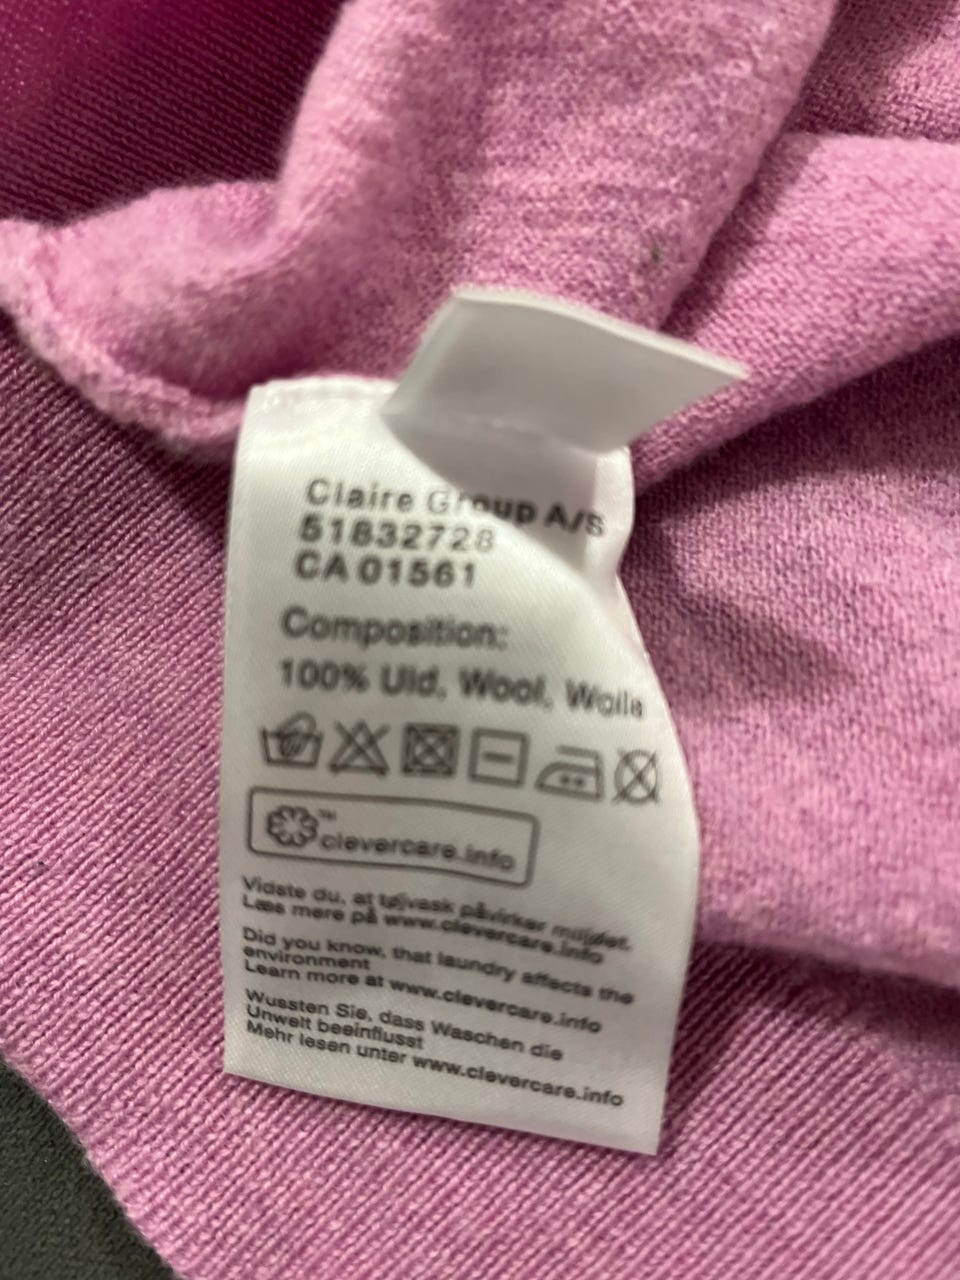 Claire Group A/S
51832728
CA 01561
Composition:
100% Uld, Wool, Wolle
™
clevercare.info
Vidste du, at tøjvask påvirker miljøet.
Læs mere på www.clevercare.info
Did you know, that laundry affects the
environment
Learn more at www.clevercare.info
Wussten Sie, dass Waschen die
Umwelt beeinflusst
Mehr lesen unter www.clevercare.info